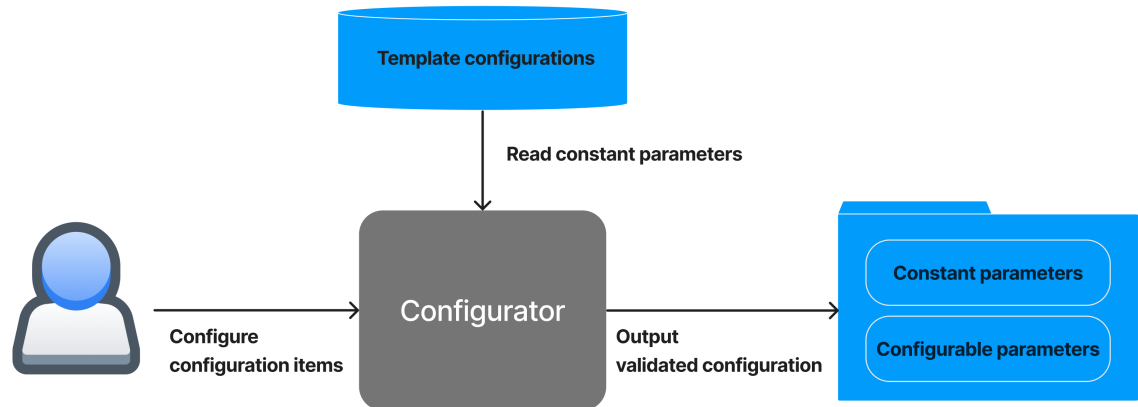 Template configurations
Read constant parameters
Configurator
Configure
configuration items
Output
validated configuration
Constant parameters
Configurable parameters